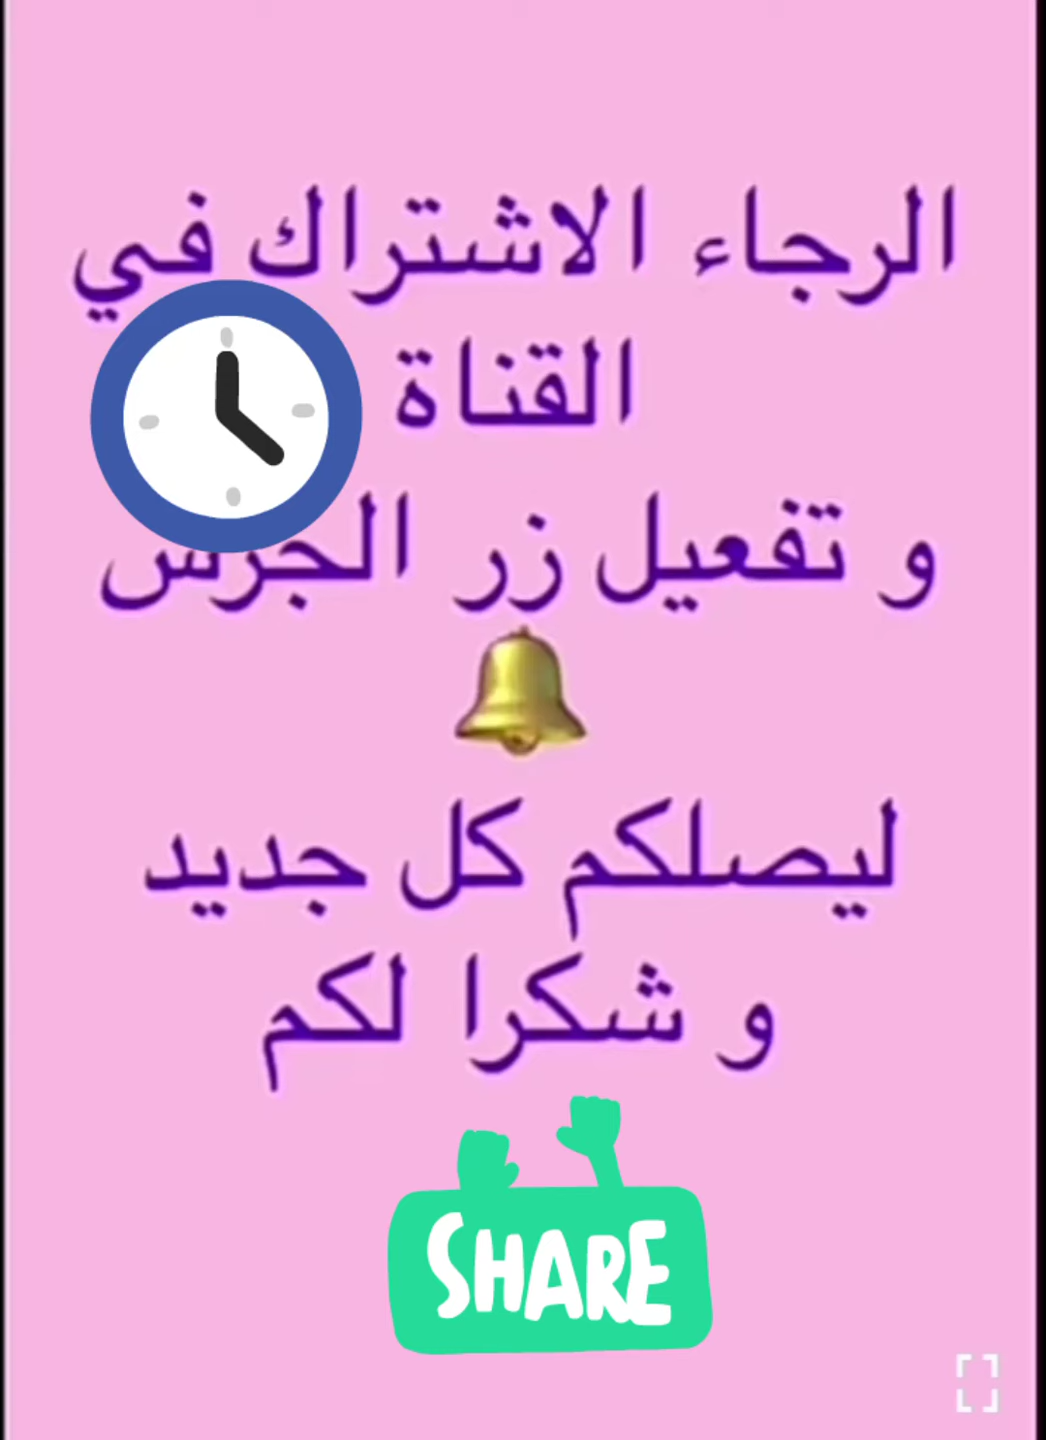 الرجاء الاشتراك في
القناة
و تفعيل زر الجرس
ليصلكم كل جديد
و شكرا لكم
SHARE